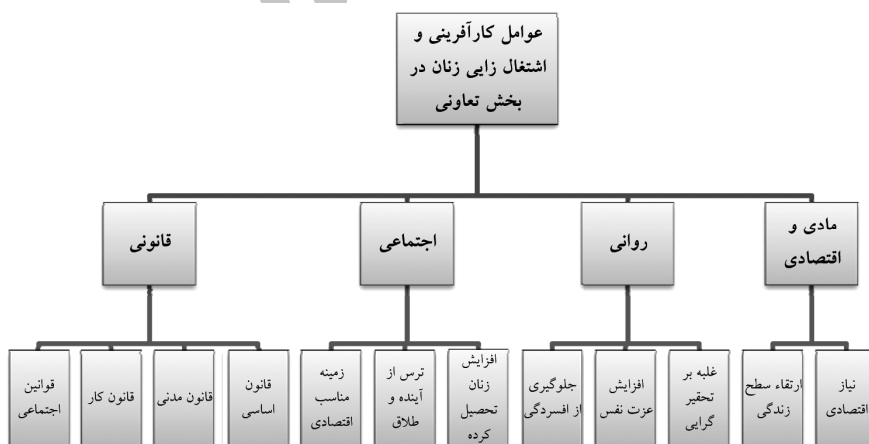 عوامل کارآفرینی و
اشتغال زایی زنان در
بخش تعاونی
مادی و
اقتصادی
روانی
اجتماعی
قانونی
نیاز
اقتصادی
ارتقاء سطح
زندگی
غلبه بر
تحقیر
گرایی
افزایش
عزت نفس
جلوگیری
از افسردگی
افزایش
زنان
تحصیل
کرده
ترس از
آینده و
طلاق
زمینه
مناسب
اقتصادی
قانون
اساسی
قانون مدنی
قانون کار
قوانین
اجتماعی